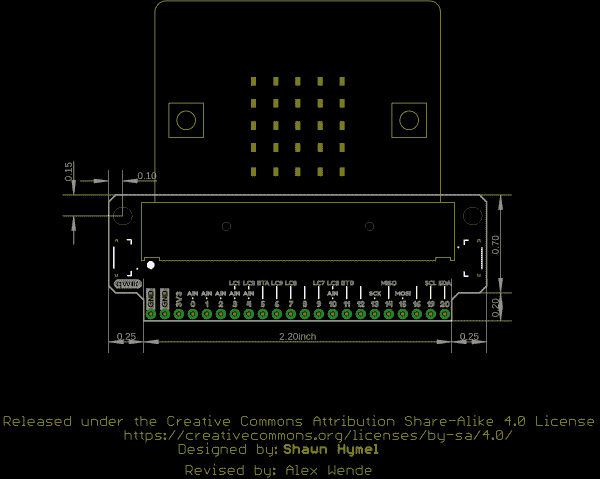 0.15
0.10
0.70
LC1 LC2 BTA LC9 LC8 LC7 LC5 BTB MISO SCL SDA
AIN AIN AIN AIN AIN AIN SCK MOSI
GND GND 3V3 0 1 2 3 4 5 6 7 8 9 10 11 12 13 14 15 16 19 20
QWIIC
0.20
0.25 2.20inch 0.25
Released under the Creative Commons Attribution Share-Alike 4.0 License
https://creativecommons.org/licenses/by-sa/4.0/
Designed by: Shawn Hymel
Revised by: Alex Wende